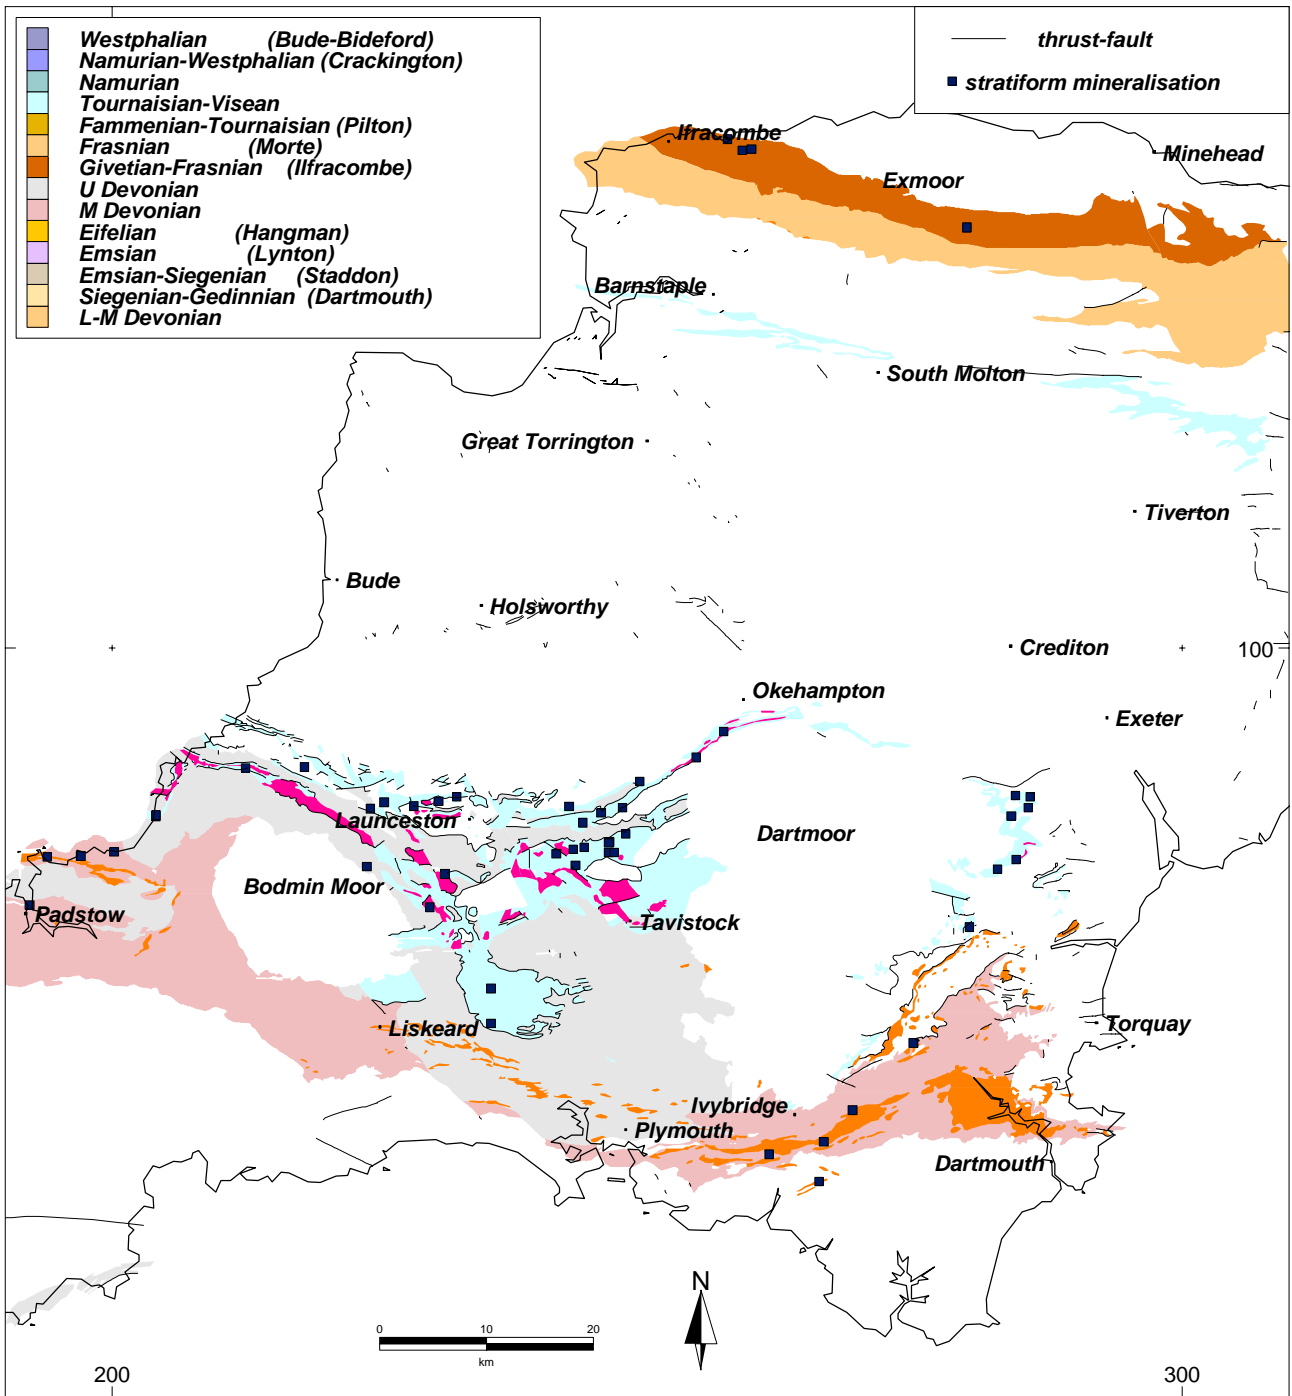 Westphalian (Bude-Bideford)
Namurian-Westphalian (Crackington)
Namurian
Tournaisian-Visean
Fammenian-Tournaisian (Pilton)
Frasnian (Morte)
Givetian-Frasnian (Ilfracombe)
U Devonian
M Devonian
Eifelian (Hangman)
Emsian (Lynton)
Emsian-Siegenian (Staddon)
Siegenian-Gedinnian (Dartmouth)
L-M Devonian
thrust-fault
stratiform mineralisation
Ilfracombe
Minehead
Exmoor
Barnstaple
South Molton
Great Torrington
Tiverton
Bude
Holsworthy
Crediton
100
Okehampton
Exeter
Launceston
Dartmoor
Bodmin Moor
Padstow
Tavistock
Liskeard
Torquay
Ivybridge
Plymouth
Dartmouth
N
0 10 20
km
200
300